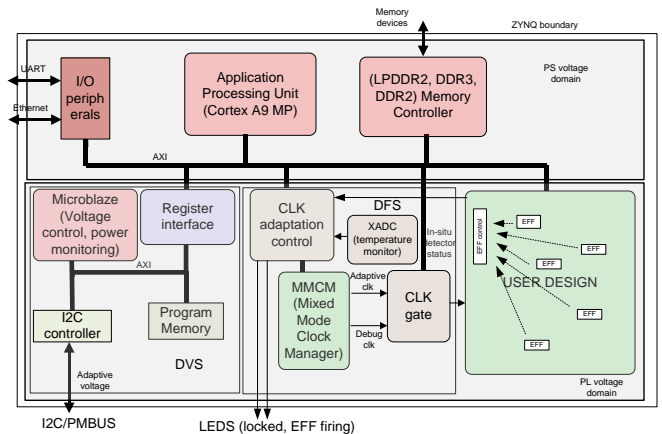 Memory
devices
ZYNQ boundary
UART
Ethernet
I/O
periph
erals
Application
Processing Unit
(Cortex A9 MP)
(LPDDR2, DDR3,
DDR2) Memory
Controller
PS voltage
domain
AXI
Microblaze
(Voltage
control, power
monitoring)
Register
interface
AXI
I2C
controller
Program
Memory
DVS
Adaptive
voltage
I2C/PMBUS
CLK
adaptation
control
DFS
XADC
(temperature
monitor)
In-situ
detector
status
MMCM
(Mixed
Mode
Clock
Manager)
Adaptive
clk
Debug
clk
CLK
gate
LEDS (locked, EFF firing)
EFF control
EFF
EFF
EFF
USER DESIGN
EFF
EFF
PL voltage
domain